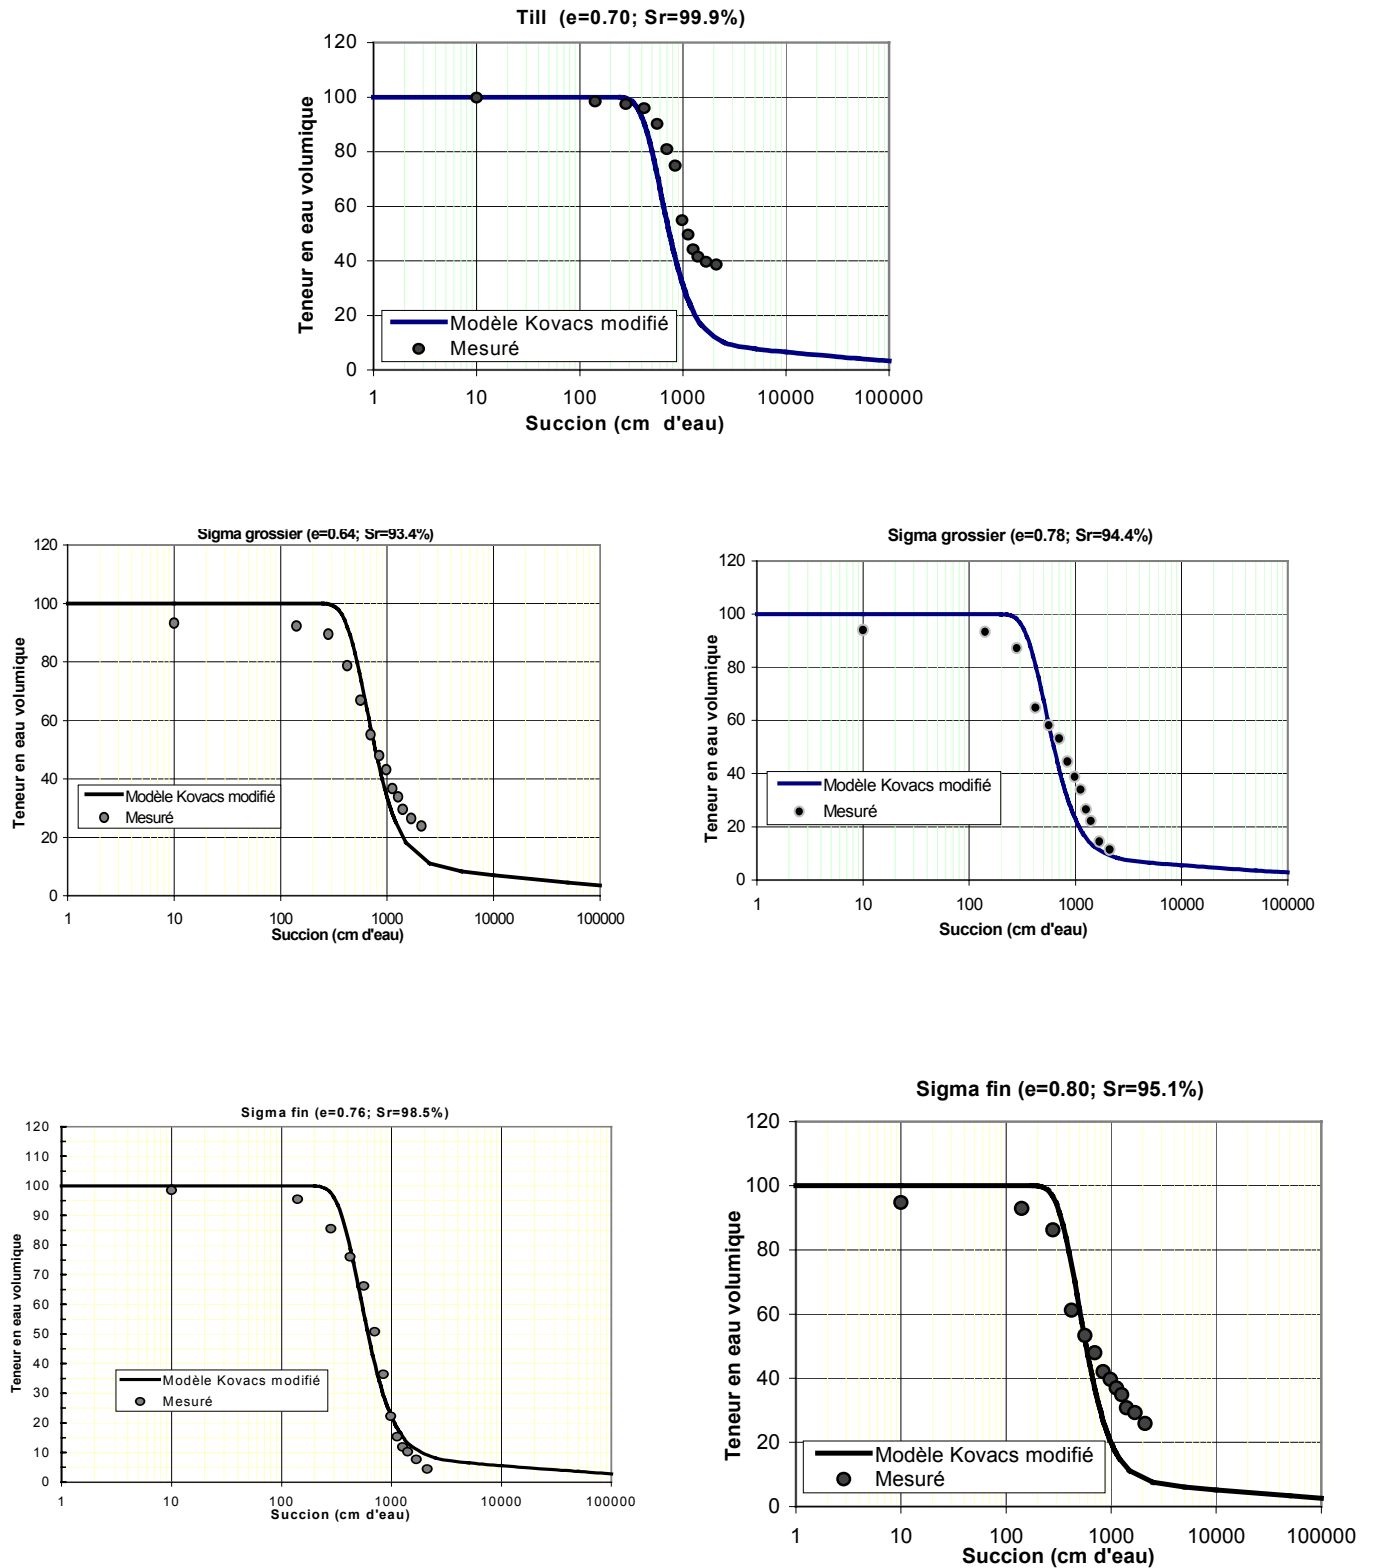 Till (e=0.70; Sr=99.9%)
120
100
80
60
40
20
0
Teneur en eau volumique
Modèle Kovacs modifié
Mesuré
1 10 100 1000 10000 100000
Succion (cm d'eau)
Sigma grossier (e=0.64; Sr=93.4%)
120
100
80
60
40
20
0
Teneur en eau volumique
Modèle Kovacs modifié
Mesuré
1 10 100 1000 10000 100000
Succion (cm d'eau)
Sigma grossier (e=0.78; Sr=94.4%)
120
100
80
60
40
20
0
Teneur en eau volumique
Modèle Kovacs modifié
Mesuré
1 10 100 1000 10000 100000
Succion (cm d'eau)
Sigma fin (e=0.76; Sr=98.5%)
120
110
100
90
80
70
60
50
40
30
20
10
0
Teneur en eau volumique
Modèle Kovacs modifié
Mesuré
1 10 100 1000 10000 100000
Succion (cm d'eau)
Sigma fin (e=0.80; Sr=95.1%)
120
100
80
60
40
20
0
Teneur en eau volumique
Modèle Kovacs modifié
Mesuré
1 10 100 1000 10000 100000
Succion (cm d'eau)